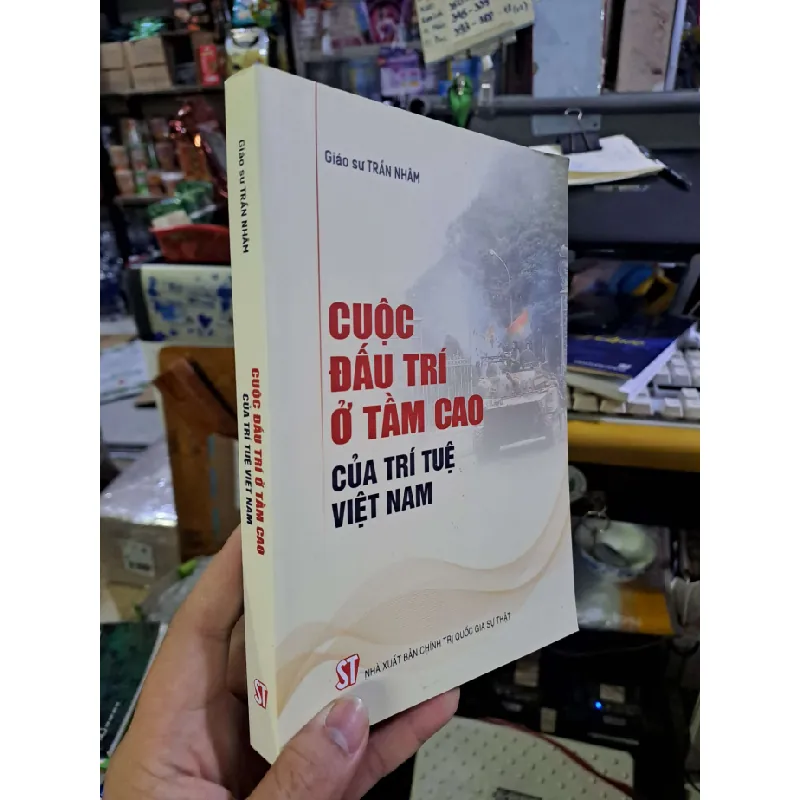 Giáo sư TRẦN NHÂM
CUỘC
ĐẤU TRÍ
Ở TẦM CAO
CỦA TRÍ TUỆ
VIỆT NAM
ST
NHÀ XUẤT BẢN CHÍNH TRỊ QUỐC GIA SỰ THẬT
Giáo sư TRẦN NHÂM
CUỘC ĐẤU TRÍ Ở TẦM CAO
CỦA TRÍ TUỆ VIỆT NAM
ST